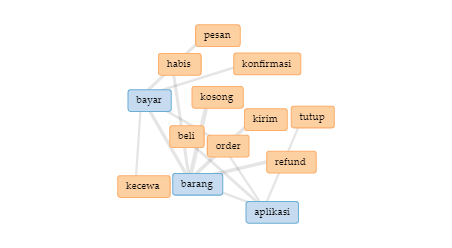 pesan
habis
konfirmasi
bayar
kosong
kirim
tutup
beli
order
refund
kecewa
barang
aplikasi